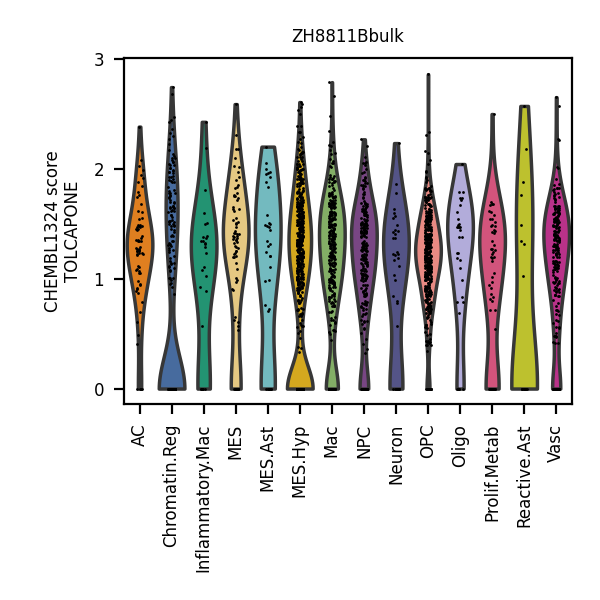 ZH8811Bbulk
CHEMBL1324 score
TOLCAPONE
3
2
1
0
AC
Chromatin.Reg
Inflammatory.Mac
MES
MES.Ast
MES.Hyp
Mac
NPC
Neuron
OPC
Oligo
Prolif.Metab
Reactive.Ast
Vasc